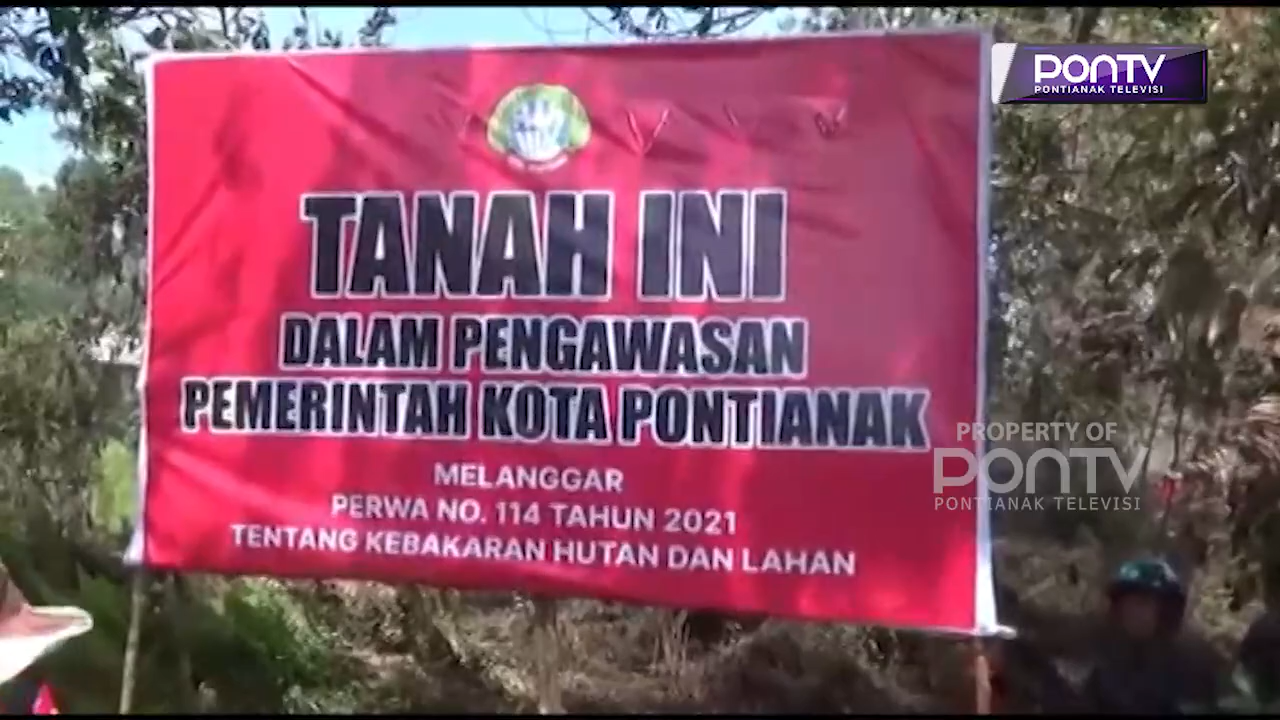 PONTV
PONTIANAK TELEVISI
TANAH INI
DALAM PENGAWASAN
PEMERINTAH KOTA PONTIANAK
MELANGGAR
PERWA NO. 114 TAHUN 2021
TENTANG KEBAKARAN HUTAN DAN LAHAN
PROPERTY OF
PONTV
PONTIANAK TELEVISI